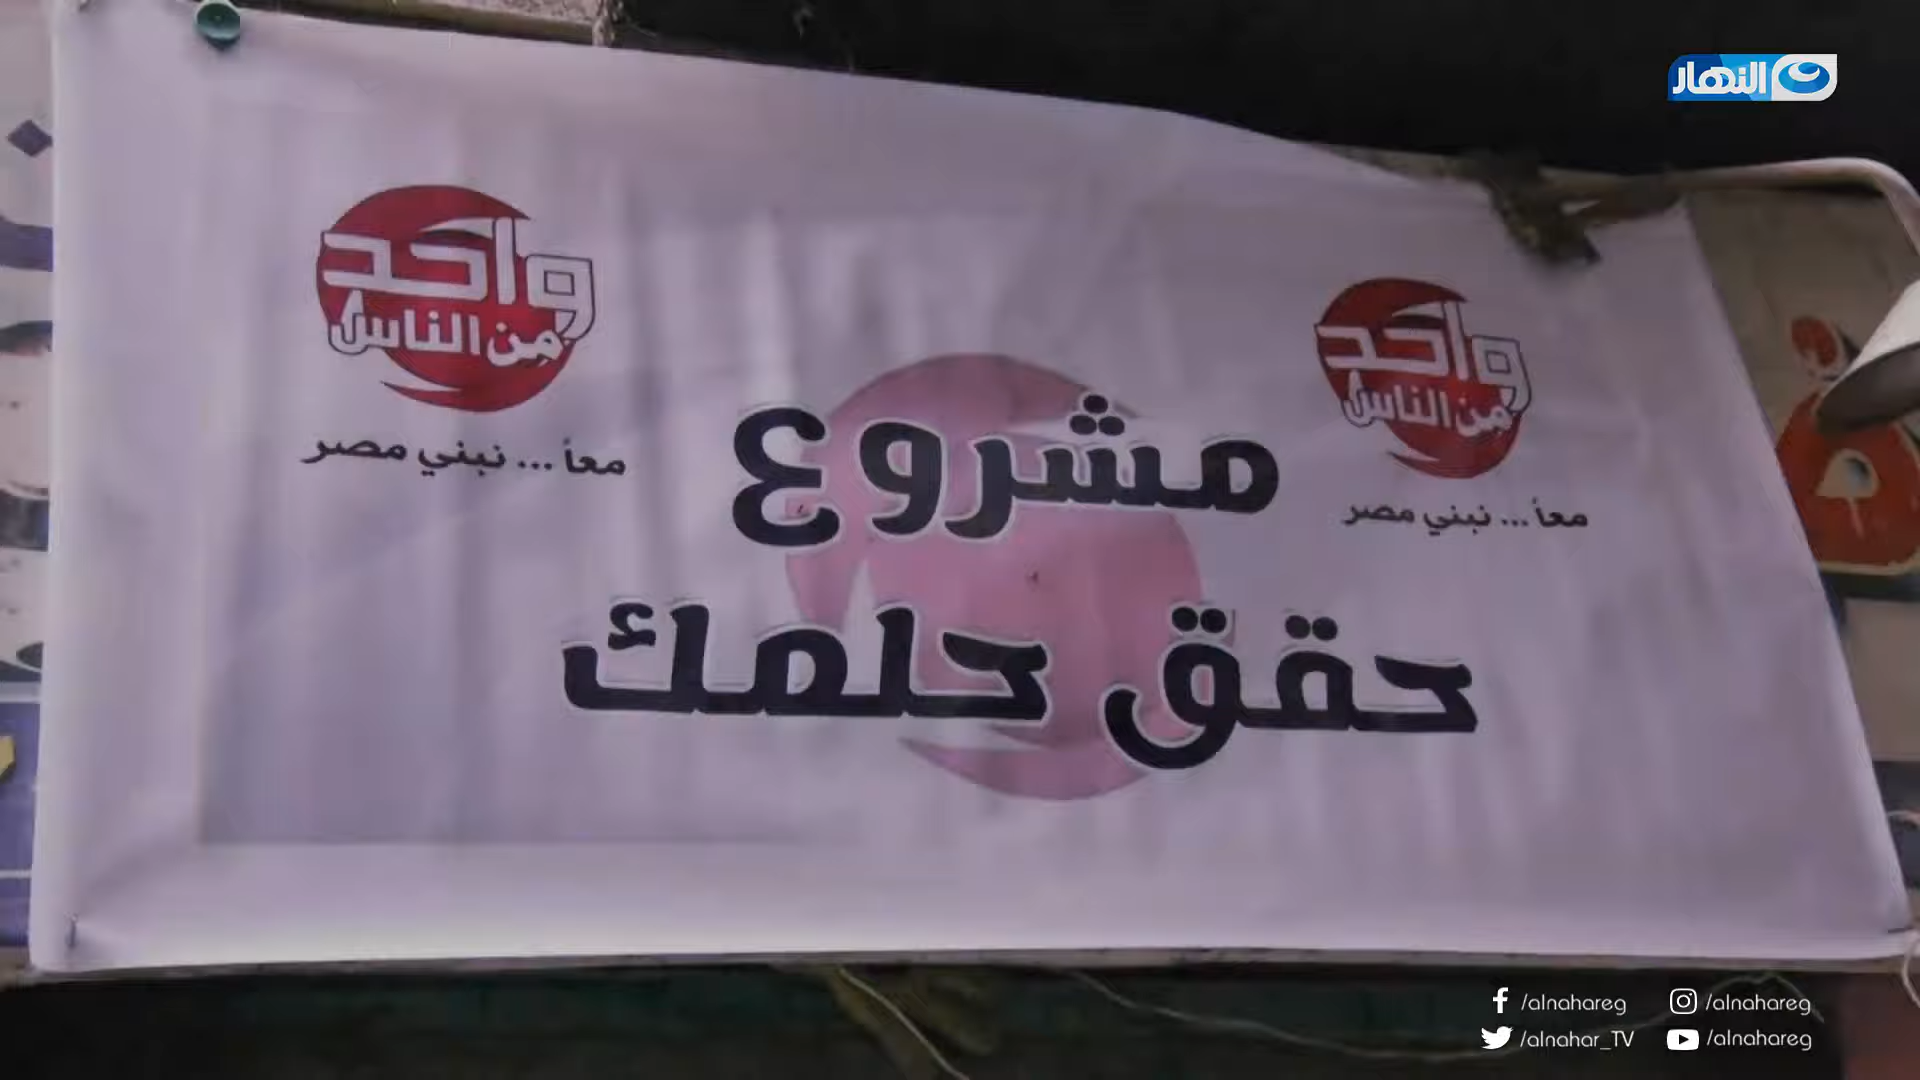 النهار
واحد
من الناس
معاً ... نبني مصر
واحد
من الناس
معاً ... نبني مصر
مشروع
حقق حلمك
/alnahareg
/alnahareg
/alnahar_TV
/alnahareg